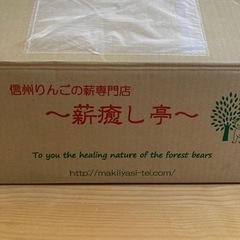 信州りんごの薪専門店
～薪癒し亭～
To you the healing nature of the forest bears
http://makiiyasi-tei.com/